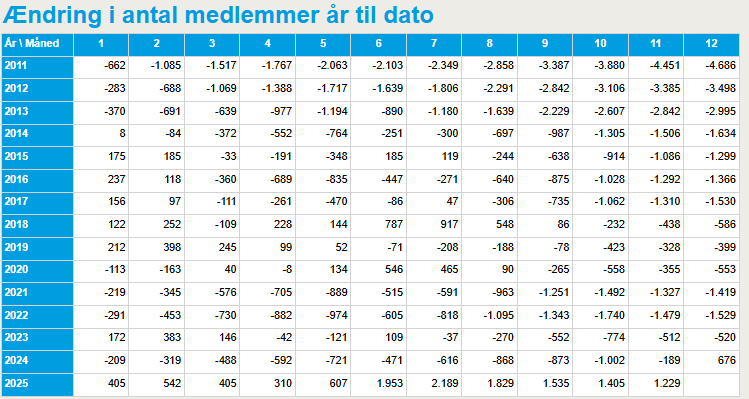 Ændring i antal medlemmer år til dato
År \ Måned 1 2 3 4 5 6 7 8 9 10 11 12
2011 -662 -1.085 -1.517 -1.767 -2.063 -2.103 -2.349 -2.858 -3.387 -3.880 -4.451 -4.686
2012 -283 -688 -1.069 -1.388 -1.717 -1.639 -1.806 -2.291 -2.842 -3.106 -3.385 -3.498
2013 -370 -691 -639 -977 -1.194 -890 -1.180 -1.639 -2.229 -2.607 -2.842 -2.995
2014 8 -84 -372 -552 -764 -251 -300 -697 -987 -1.305 -1.506 -1.634
2015 175 185 -33 -191 -348 185 119 -244 -638 -914 -1.086 -1.299
2016 237 118 -360 -689 -835 -447 -271 -640 -875 -1.028 -1.292 -1.366
2017 156 97 -111 -261 -470 -86 47 -306 -735 -1.062 -1.310 -1.530
2018 122 252 -109 228 144 787 917 548 86 -232 -438 -586
2019 212 398 245 99 52 -71 -208 -188 -78 -423 -328 -399
2020 -113 -163 40 -8 134 546 465 90 -265 -558 -355 -553
2021 -219 -345 -576 -705 -889 -515 -591 -963 -1.251 -1.492 -1.327 -1.419
2022 -291 -453 -730 -882 -974 -605 -818 -1.095 -1.343 -1.740 -1.479 -1.529
2023 172 383 146 -42 -121 109 -37 -270 -552 -774 -512 -520
2024 -209 -319 -488 -592 -721 -471 -616 -868 -873 -1.002 -189 676
2025 405 542 405 310 607 1.953 2.189 1.829 1.535 1.405 1.229